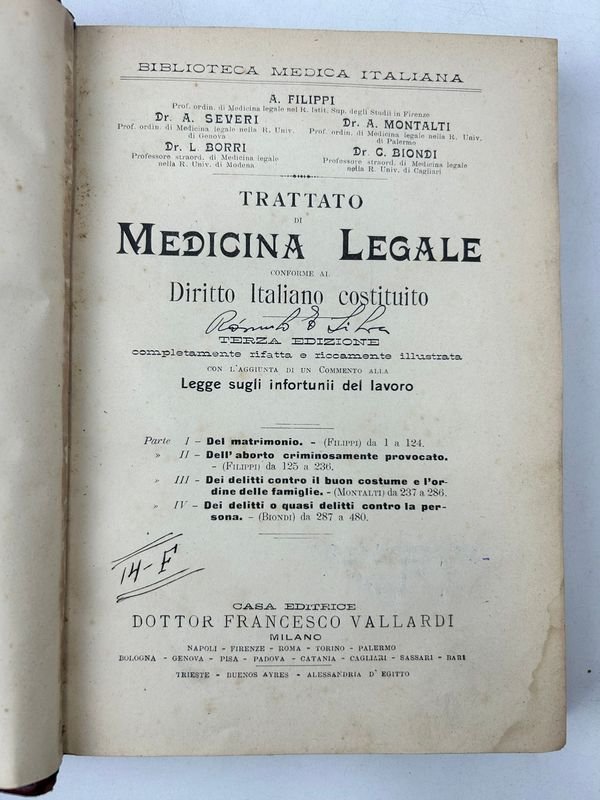 BIBLIOTECA MEDICA ITALIANA
A. FILIPPI
Prof. ordin. di Medicina legale nel R. Istit. Sup. degli Studii in Firenze
Dr. A. SEVERI
Prof. ordin. di Medicina legale nella R. Univ.
di Genova
Dr. A. MONTALTI
Prof. ordin. di Medicina legale nella R. Univ.
di Palermo
Dr. L. BORRI
Professore straord. di Medicina legale
nella R. Univ. di Modena
Dr. C. BIONDI
Professore straord. di Medicina legale
nella R. Univ. di Cagliari
TRATTATO
DI
MEDICINA LEGALE
CONFORME AL
Diritto Italiano costituito
TERZA EDIZIONE
completamente rifatta e riccamente illustrata
CON L'AGGIUNTA DI UN COMMENTO ALLA
Legge sugli infortunii del lavoro
Parte I - Del matrimonio. - (FILIPPI) da 1 a 124.
» II - Dell'aborto criminosamente provocato.
- (FILIPPI) da 125 a 236.
» III - Dei delitti contro il buon costume e l'or-
dine delle famiglie. - (MONTALTI) da 237 a 286.
» IV - Dei delitti o quasi delitti contro la per-
sona. - (BIONDI) da 287 a 480.
14-F
CASA EDITRICE
DOTTOR FRANCESCO VALLARDI
MILANO
NAPOLI - FIRENZE - ROMA - TORINO - PALERMO
BOLOGNA - GENOVA - PISA - PADOVA - CATANIA - CAGLIARI - SASSARI - BARI
TRIESTE - BUENOS AYRES - ALESSANDRIA D'EGITTO